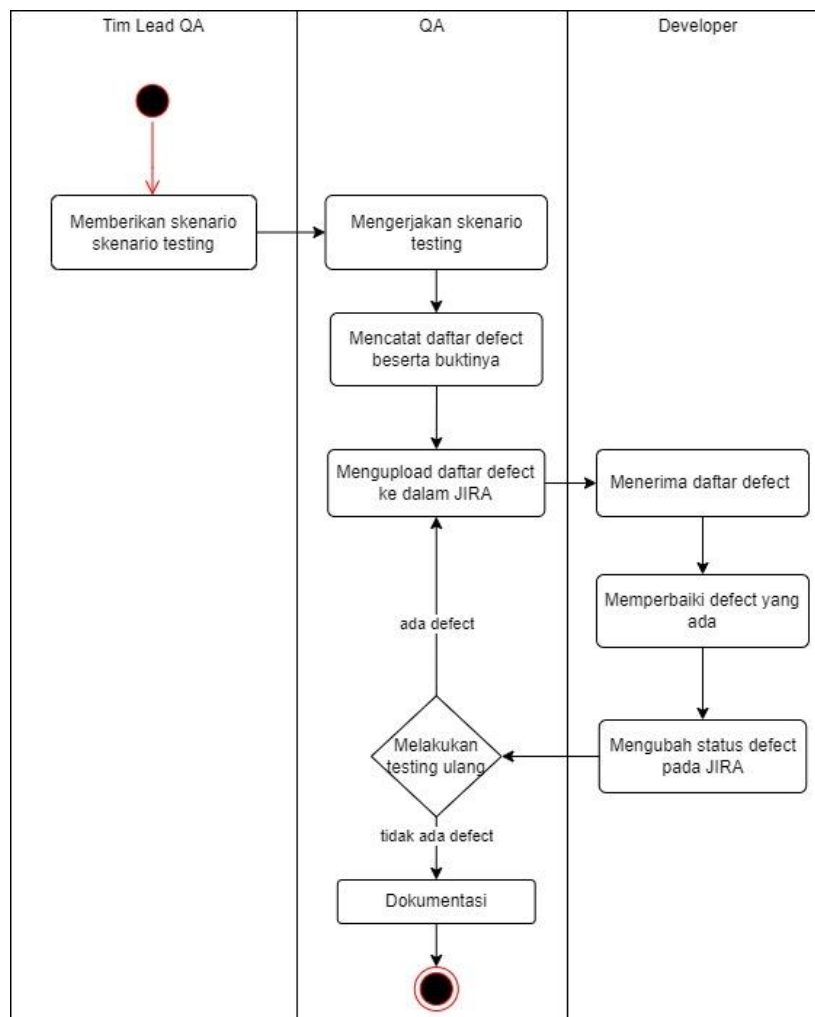 Tim Lead QA
QA
Developer
Memberikan skenario
skenario testing
Mengerjakan skenario
testing
Mencatat daftar defect
beserta buktinya
Mengupload daftar defect
ke dalam JIRA
Menerima daftar defect
Memperbaiki defect yang
ada
ada defect
Mengubah status defect
pada JIRA
Melakukan
testing ulang
tidak ada defect
Dokumentasi